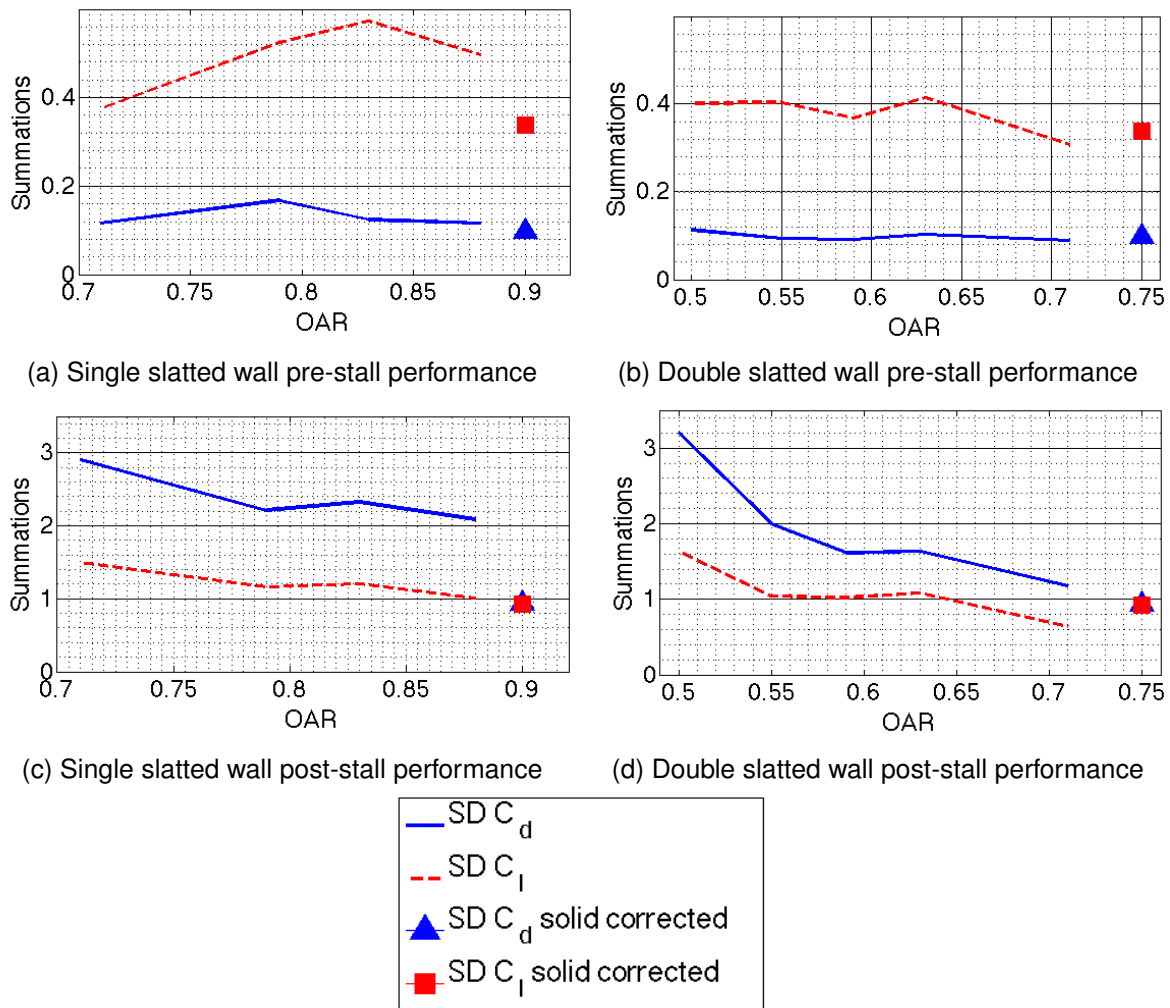 Summations
0.4
0.2
0
0.7
0.75
0.8
0.85
0.9
OAR
(a) Single slatted wall pre-stall performance
Summations
0.4
0.2
0
0.5
0.55
0.6
0.65
0.7
0.75
OAR
(b) Double slatted wall pre-stall performance
Summations
3
2
1
0
0.7
0.75
0.8
0.85
0.9
OAR
(c) Single slatted wall post-stall performance
Summations
3
2
1
0
0.5
0.55
0.6
0.65
0.7
0.75
OAR
(d) Double slatted wall post-stall performance
SD C_d
SD C_l
SD C_d solid corrected
SD C_l solid corrected